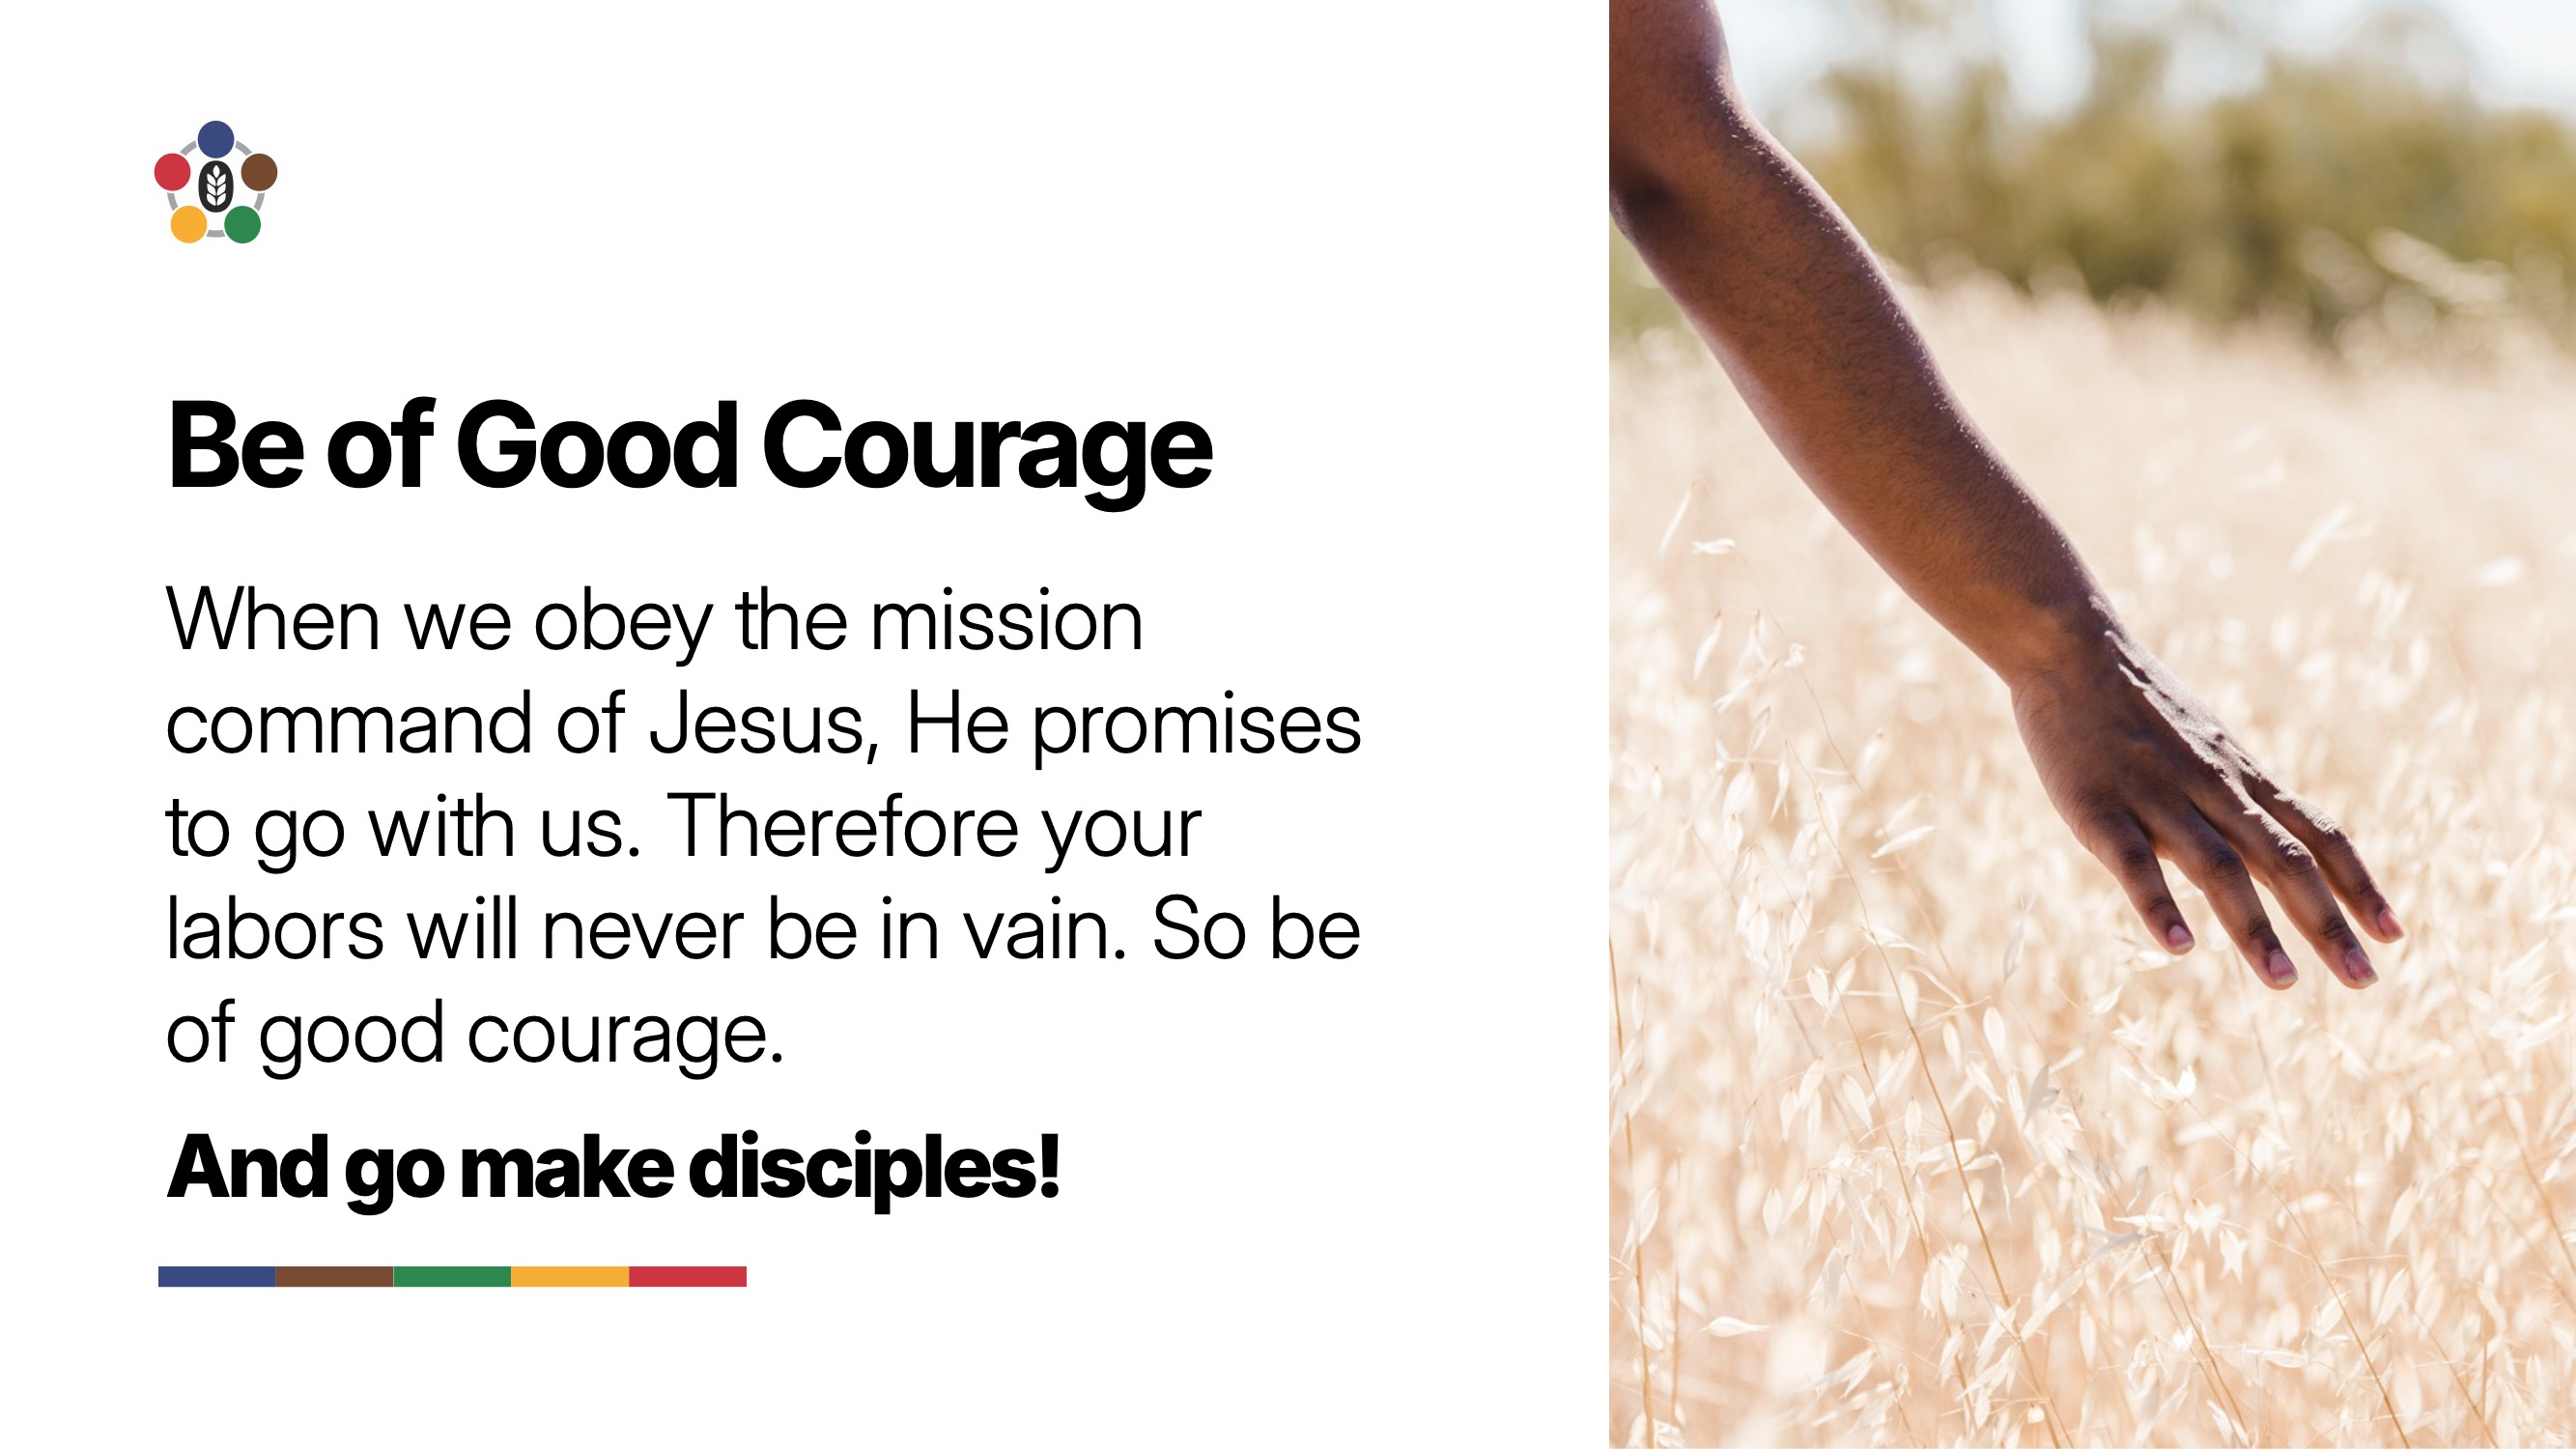 Be of Good Courage
When we obey the mission
command of Jesus, He promises
to go with us. Therefore your
labors will never be in vain. So be
of good courage.
And go make disciples!